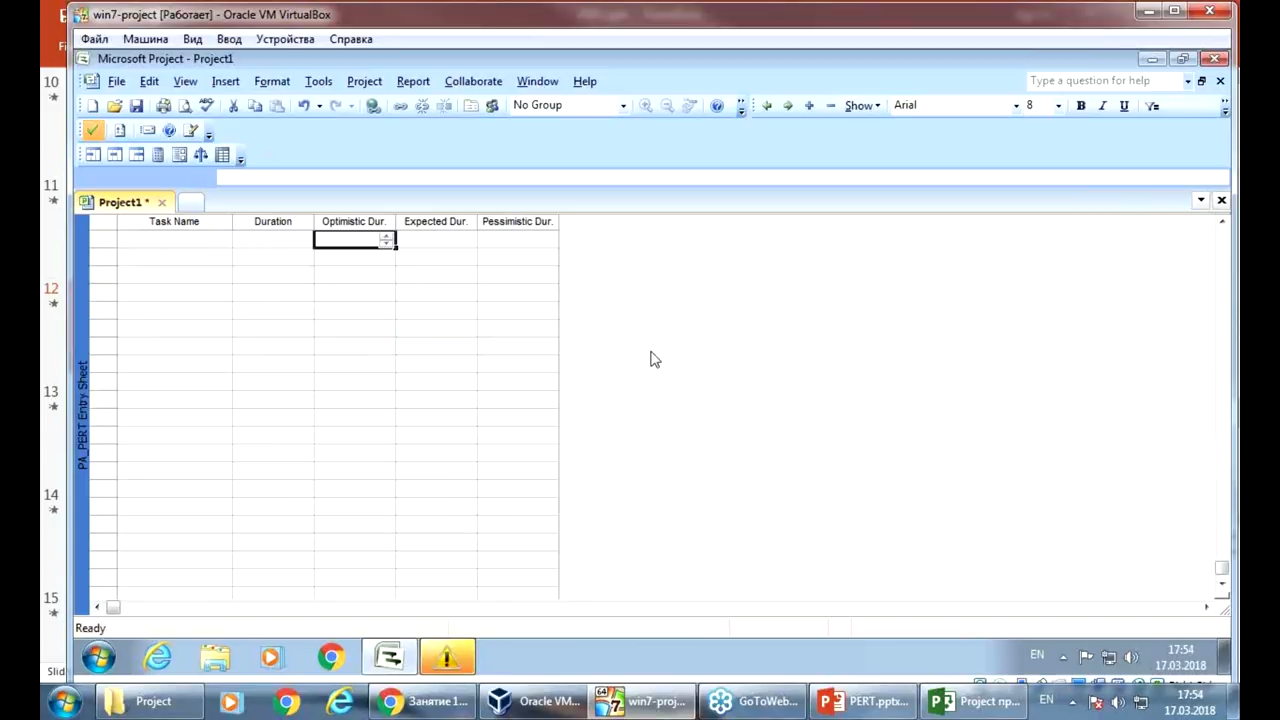 win7-project [Работает] - Oracle VM VirtualBox
Файл Машина Вид Ввод Устройства Справка
Microsoft Project - Project1
File Edit View Insert Format Tools Project Report Collaborate Window Help
Type a question for help
No Group
Show
Arial
8
B I U
Project1 *
Task Name Duration Optimistic Dur. Expected Dur. Pessimistic Dur.
PA_PERT Entry Sheet
10
11
12
13
14
15
Ready
Slid
EN
17:54
17.03.2018
Project
Занятие 1...
Oracle VM...
win7-proj...
GoToWeb...
PERT.pptx...
Project пр...
EN
17:54
17.03.2018